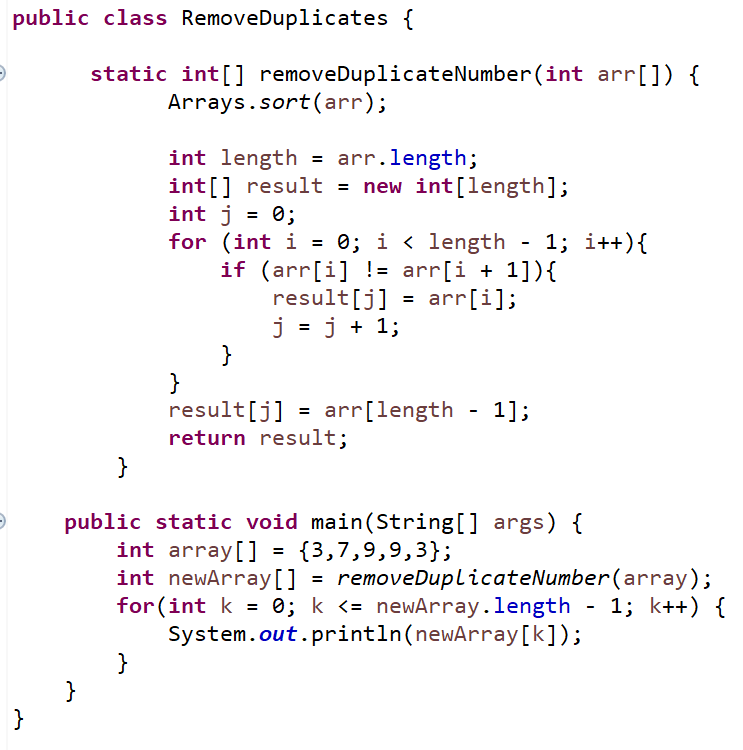 public class RemoveDuplicates {
static int[] removeDuplicateNumber(int arr[]) {
Arrays.sort(arr);
int length = arr.length;
int[] result = new int[length];
int j = 0;
for (int i = 0; i < length - 1; i++){
if (arr[i] != arr[i + 1]){
result[j] = arr[i];
j = j + 1;
}
}
result[j] = arr[length - 1];
return result;
}
public static void main(String[] args) {
int array[] = {3,7,9,9,3};
int newArray[] = removeDuplicateNumber(array);
for(int k = 0; k <= newArray.length - 1; k++) {
System.out.println(newArray[k]);
}
}
}